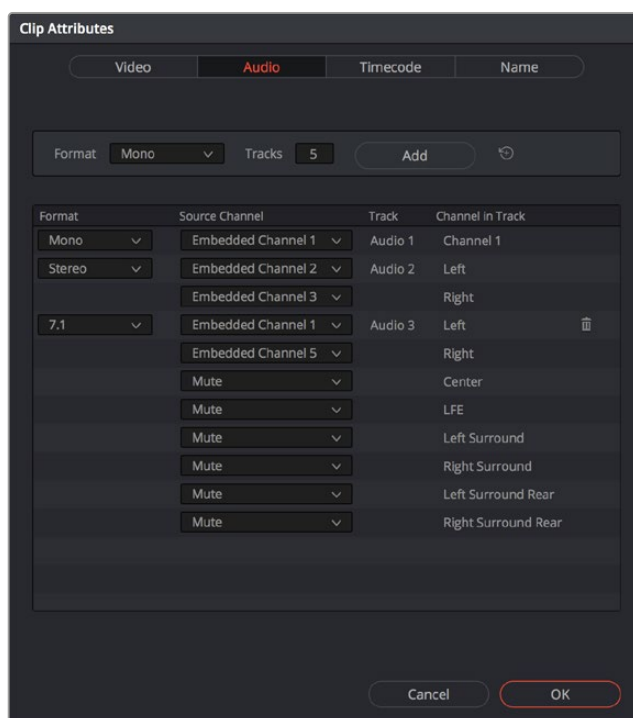 Clip Attributes
Video Audio Timecode Name
Format Mono Tracks 5 Add
Format Source Channel Track Channel in Track
Mono Embedded Channel 1 Audio 1 Channel 1
Stereo Embedded Channel 2 Audio 2 Left
Embedded Channel 3 Right
7.1 Embedded Channel 1 Audio 3 Left
Embedded Channel 5 Right
Mute Center
Mute LFE
Mute Left Surround
Mute Right Surround
Mute Left Surround Rear
Mute Right Surround Rear
Cancel OK